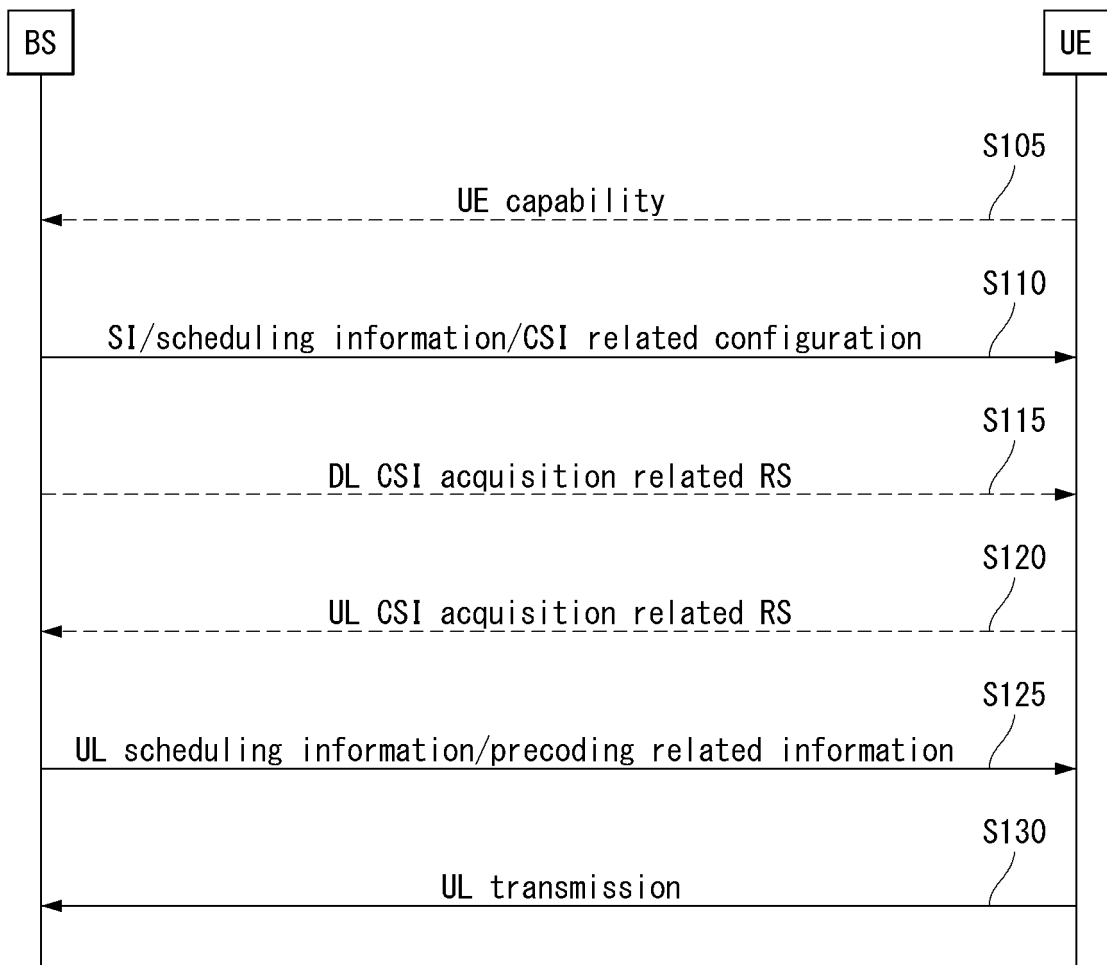 BS
UE
S105
UE capability
S110
SI/scheduling information/CSI related configuration
S115
DL CSI acquisition related RS
S120
UL CSI acquisition related RS
S125
UL scheduling information/precoding related information
S130
UL transmission